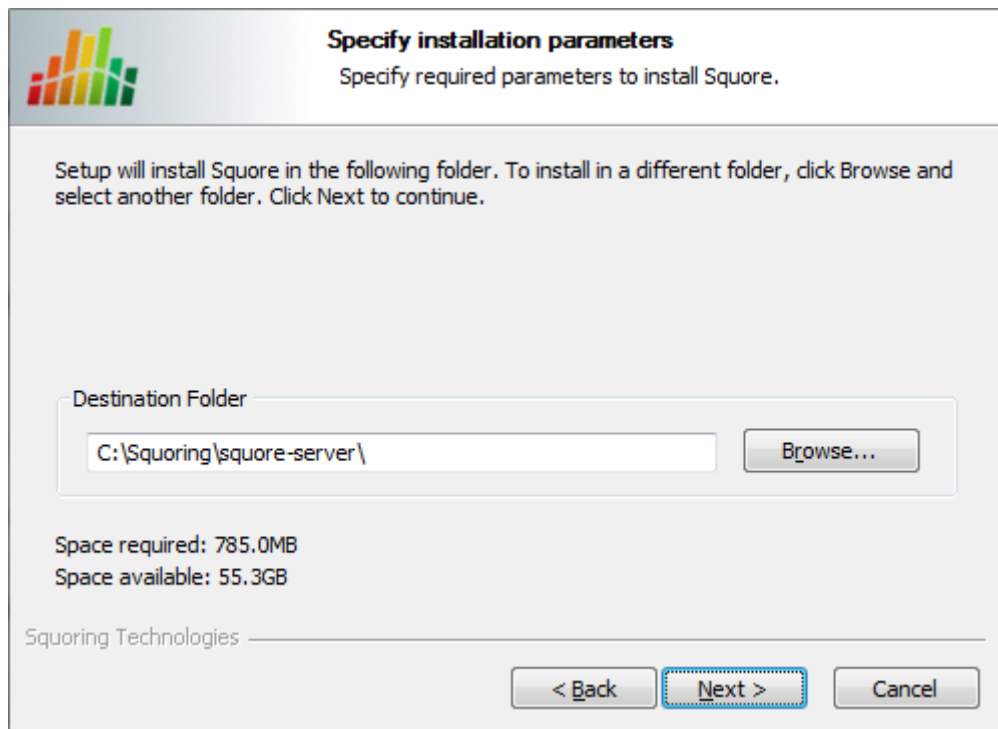 Specify installation parameters
Specify required parameters to install Squore.
Setup will install Squore in the following folder. To install in a different folder, click Browse and
select another folder. Click Next to continue.
Destination Folder
C:\Squoring\squore-server\
Browse...
Space required: 785.0MB
Space available: 55.3GB
Squoring Technologies
< Back
Next >
Cancel